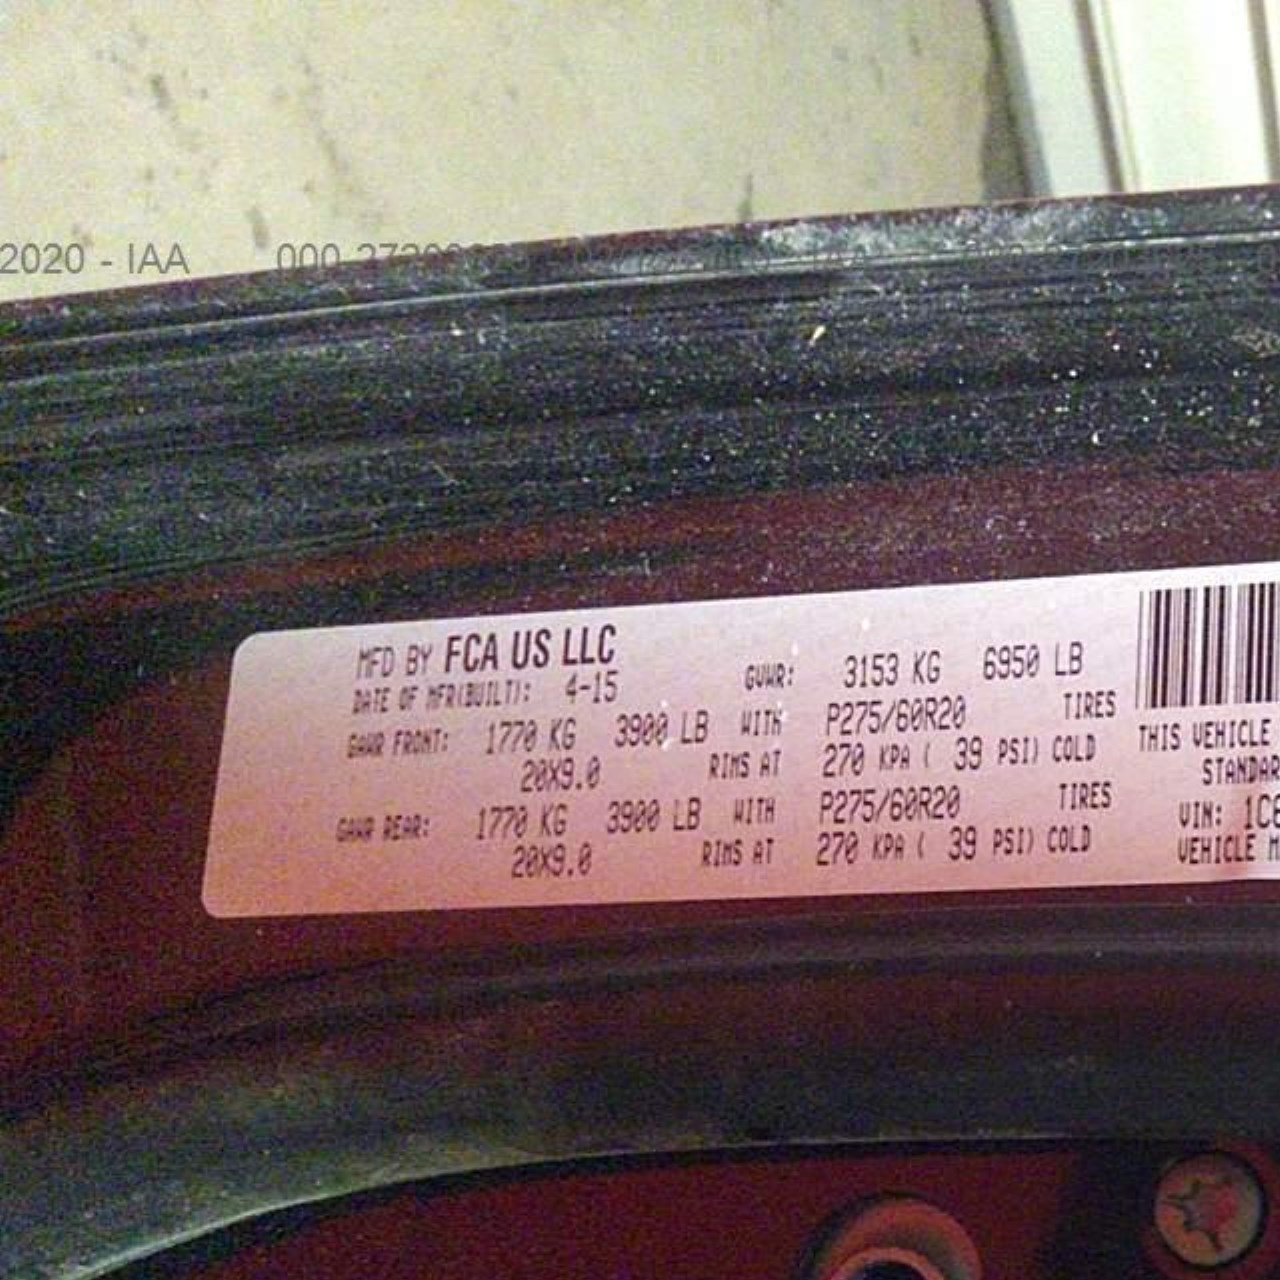 2020 - IAA
MFD BY FCA US LLC
DATE OF MFR(BUILT): 4-15 GVWR: 3153 KG 6950 LB
GAWR FRONT: 1770 KG 3900 LB WITH P275/60R20 TIRES
20X9.0 RIMS AT 270 KPA ( 39 PSI) COLD
GAWR REAR: 1770 KG 3900 LB WITH P275/60R20 TIRES
20X9.0 RIMS AT 270 KPA ( 39 PSI) COLD
THIS VEHICLE
VIN:
VEHICLE